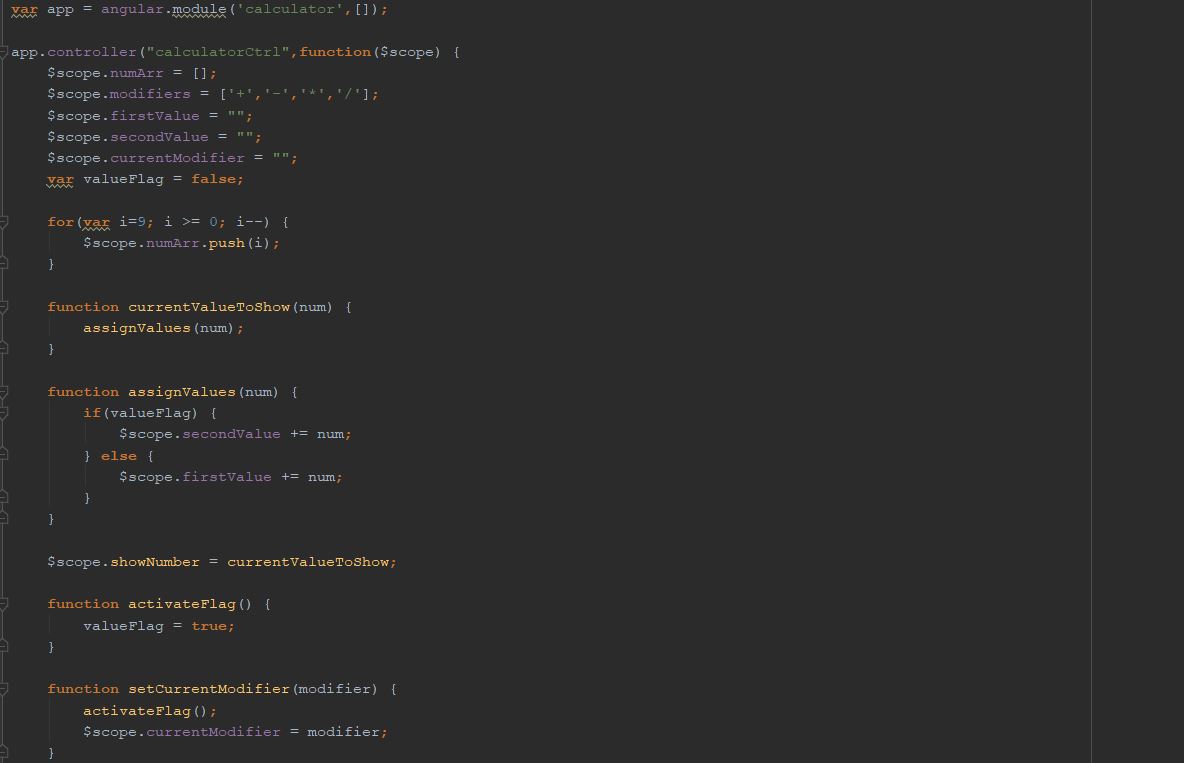 var app = angular.module('calculator',[]);
app.controller("calculatorCtrl",function($scope) {
$scope.numArr = [];
$scope.modifiers = ['+','-','*','/'];
$scope.firstValue = "";
$scope.secondValue = "";
$scope.currentModifier = "";
var valueFlag = false;
for(var i=9; i >= 0; i--) {
$scope.numArr.push(i);
}
function currentValueToShow(num) {
assignValues(num);
}
function assignValues(num) {
if(valueFlag) {
$scope.secondValue += num;
} else {
$scope.firstValue += num;
}
}
$scope.showNumber = currentValueToShow;
function activateFlag() {
valueFlag = true;
}
function setCurrentModifier(modifier) {
activateFlag();
$scope.currentModifier = modifier;
}